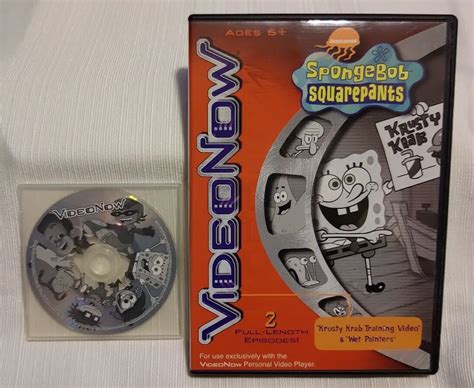 AGES 6+
VIDEONOW
NICKELODEON
SPONGEBOB
SQUAREPANTS
KRUSTY
KRAB
VIDEONOW
2
FULL-LENGTH
EPISODES!
"Krusty Krab Training Video"
& "Wet Painters"
For use exclusively with the
VIDEONOW Personal Video Player.